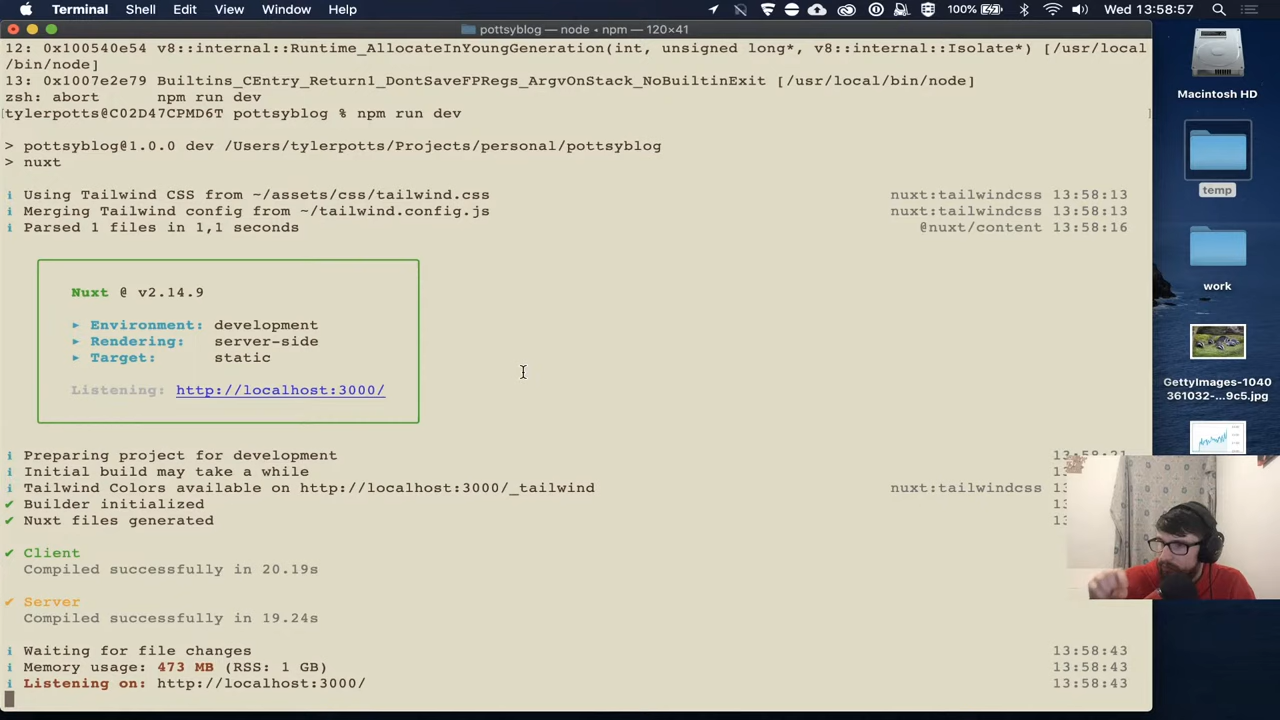 Terminal Shell Edit View Window Help 100% Wed 13:58:57
pottsyblog — node ◂ npm — 120×41
12: 0x100540e54 v8::internal::Runtime_AllocateInYoungGeneration(int, unsigned long*, v8::internal::Isolate*) [/usr/local
/bin/node]
13: 0x1007e2e79 Builtins_CEntry_Return1_DontSaveFPRegs_ArgvOnStack_NoBuiltinExit [/usr/local/bin/node]
zsh: abort      npm run dev
[tylerpotts@C02D47CPMD6T pottsyblog % npm run dev ]
> pottsyblog@1.0.0 dev /Users/tylerpotts/Projects/personal/pottsyblog
> nuxt
ℹ Using Tailwind CSS from ~/assets/css/tailwind.css nuxt:tailwindcss 13:58:13
ℹ Merging Tailwind config from ~/tailwind.config.js nuxt:tailwindcss 13:58:13
ℹ Parsed 1 files in 1,1 seconds @nuxt/content 13:58:16
Nuxt @ v2.14.9
▸ Environment: development
▸ Rendering: server-side
▸ Target: static
Listening: http://localhost:3000/
ℹ Preparing project for development 13:58:21
ℹ Initial build may take a while 13
ℹ Tailwind Colors available on http://localhost:3000/_tailwind nuxt:tailwindcss 13
✔ Builder initialized 13
✔ Nuxt files generated 13
✔ Client
Compiled successfully in 20.19s
✔ Server
Compiled successfully in 19.24s
ℹ Waiting for file changes 13:58:43
ℹ Memory usage: 473 MB (RSS: 1 GB) 13:58:43
ℹ Listening on: http://localhost:3000/ 13:58:43
Macintosh HD
temp
work
GettyImages-1040
361032-...9c5.jpg